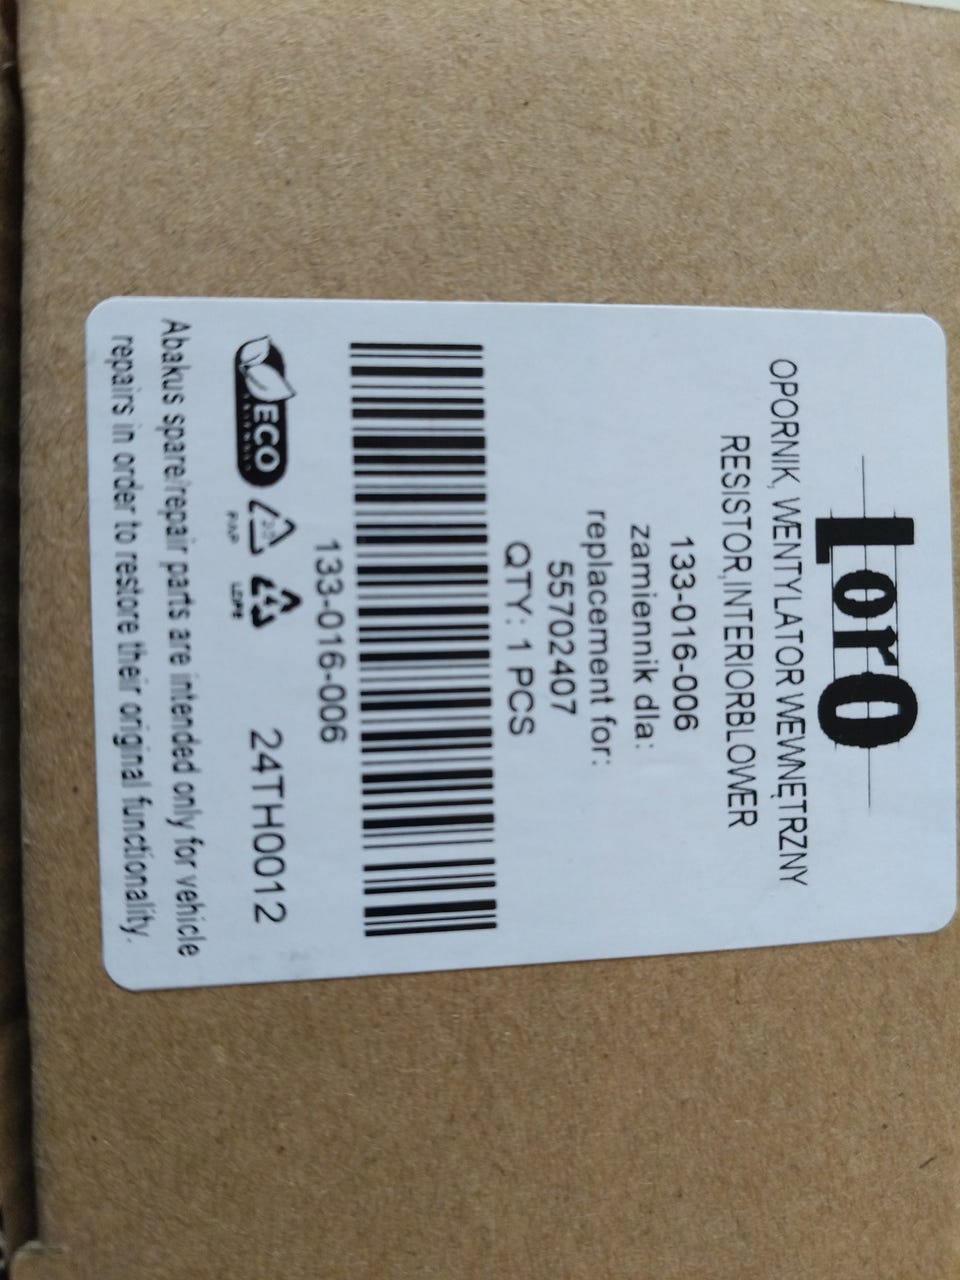 LorO
OPORNIK, WENTYLATOR WEWNĘTRZNY
RESISTOR,INTERIORBLOWER
133-016-006
zamiennik dla:
replacement for:
55702407
QTY: 1 PCS
133-016-006
ECO
PAP
4
LDPE
24TH0012
Abakus spare/repair parts are intended only for vehicle
repairs in order to restore their original functionality.